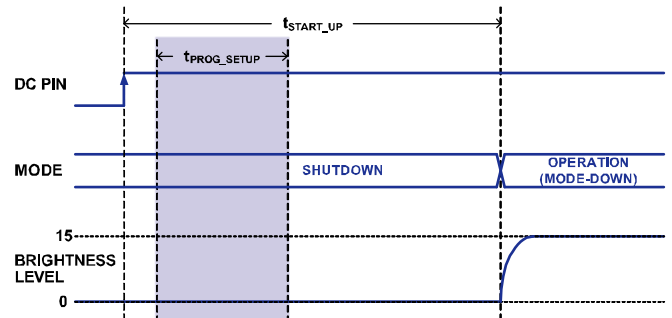 tSTART_UP
tPROG_SETUP
DC PIN
MODE
SHUTDOWN
OPERATION
(MODE-DOWN)
15
BRIGHTNESS
LEVEL
0